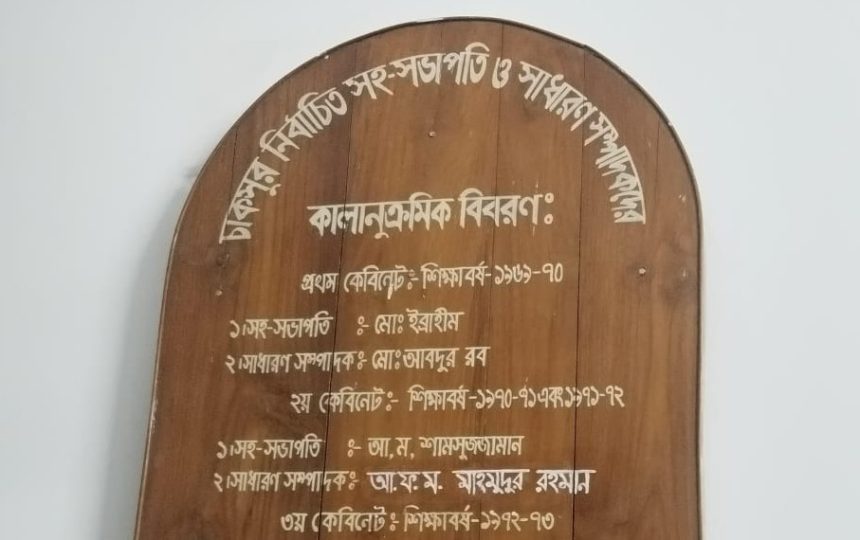 চাকসুর নির্বাচিত সহ-সভাপতি ও সাধারণ সম্পাদকদের
কালানুক্রমিক বিবরণঃ
প্রথম কেবিনেটঃ- শিক্ষাবর্ষ-১৯৬৯-৭০
১।সহ-সভাপতি ঃ- মোঃ ইব্রাহীম
২।সাধারণ সম্পাদকঃ- মোঃ আবদুর রব
২য় কেবিনেটঃ- শিক্ষাবর্ষ-১৯৭০-৭১এবং১৯৭১-৭২
১।সহ-সভাপতি ঃ- আ, ম, শামসুজ্জামান
২।সাধারণ সম্পাদকঃ- আ.ফ.ম. মাহমুদুর রহমান
৩য় কেবিনেটঃ- শিক্ষাবর্ষ-১৯৭২-৭৩